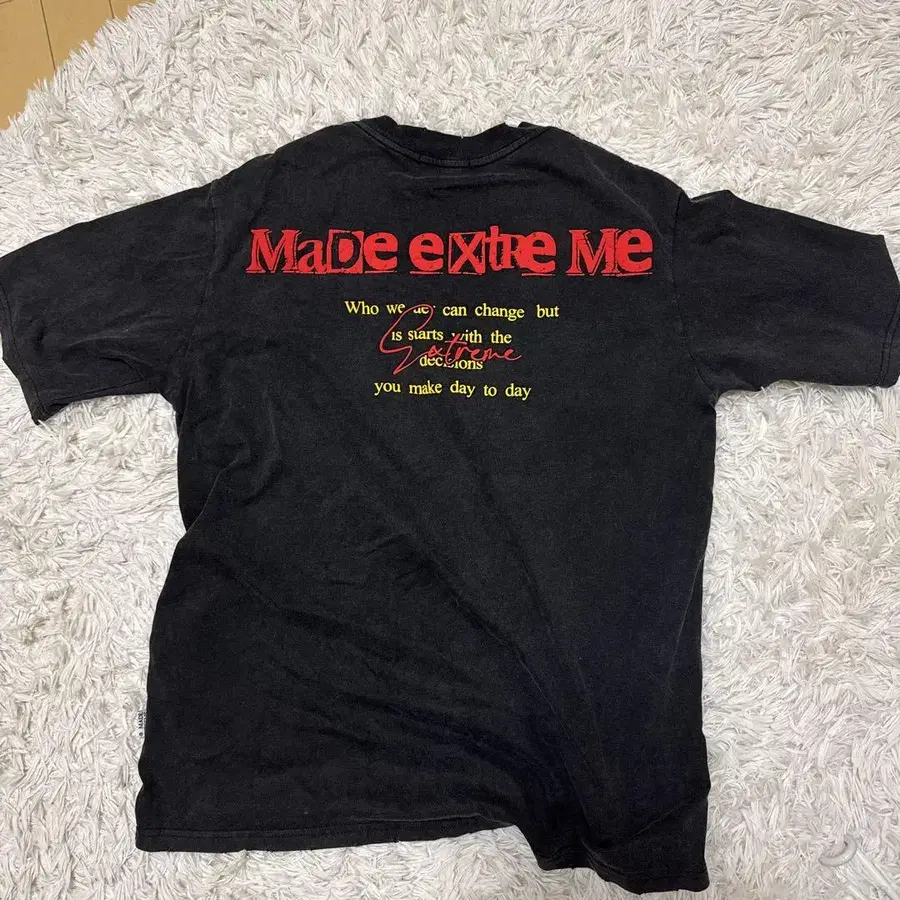 MaDe extRe Me
Who we can change but
is starts with the
Extreme
decisions
you make day to day
MADE